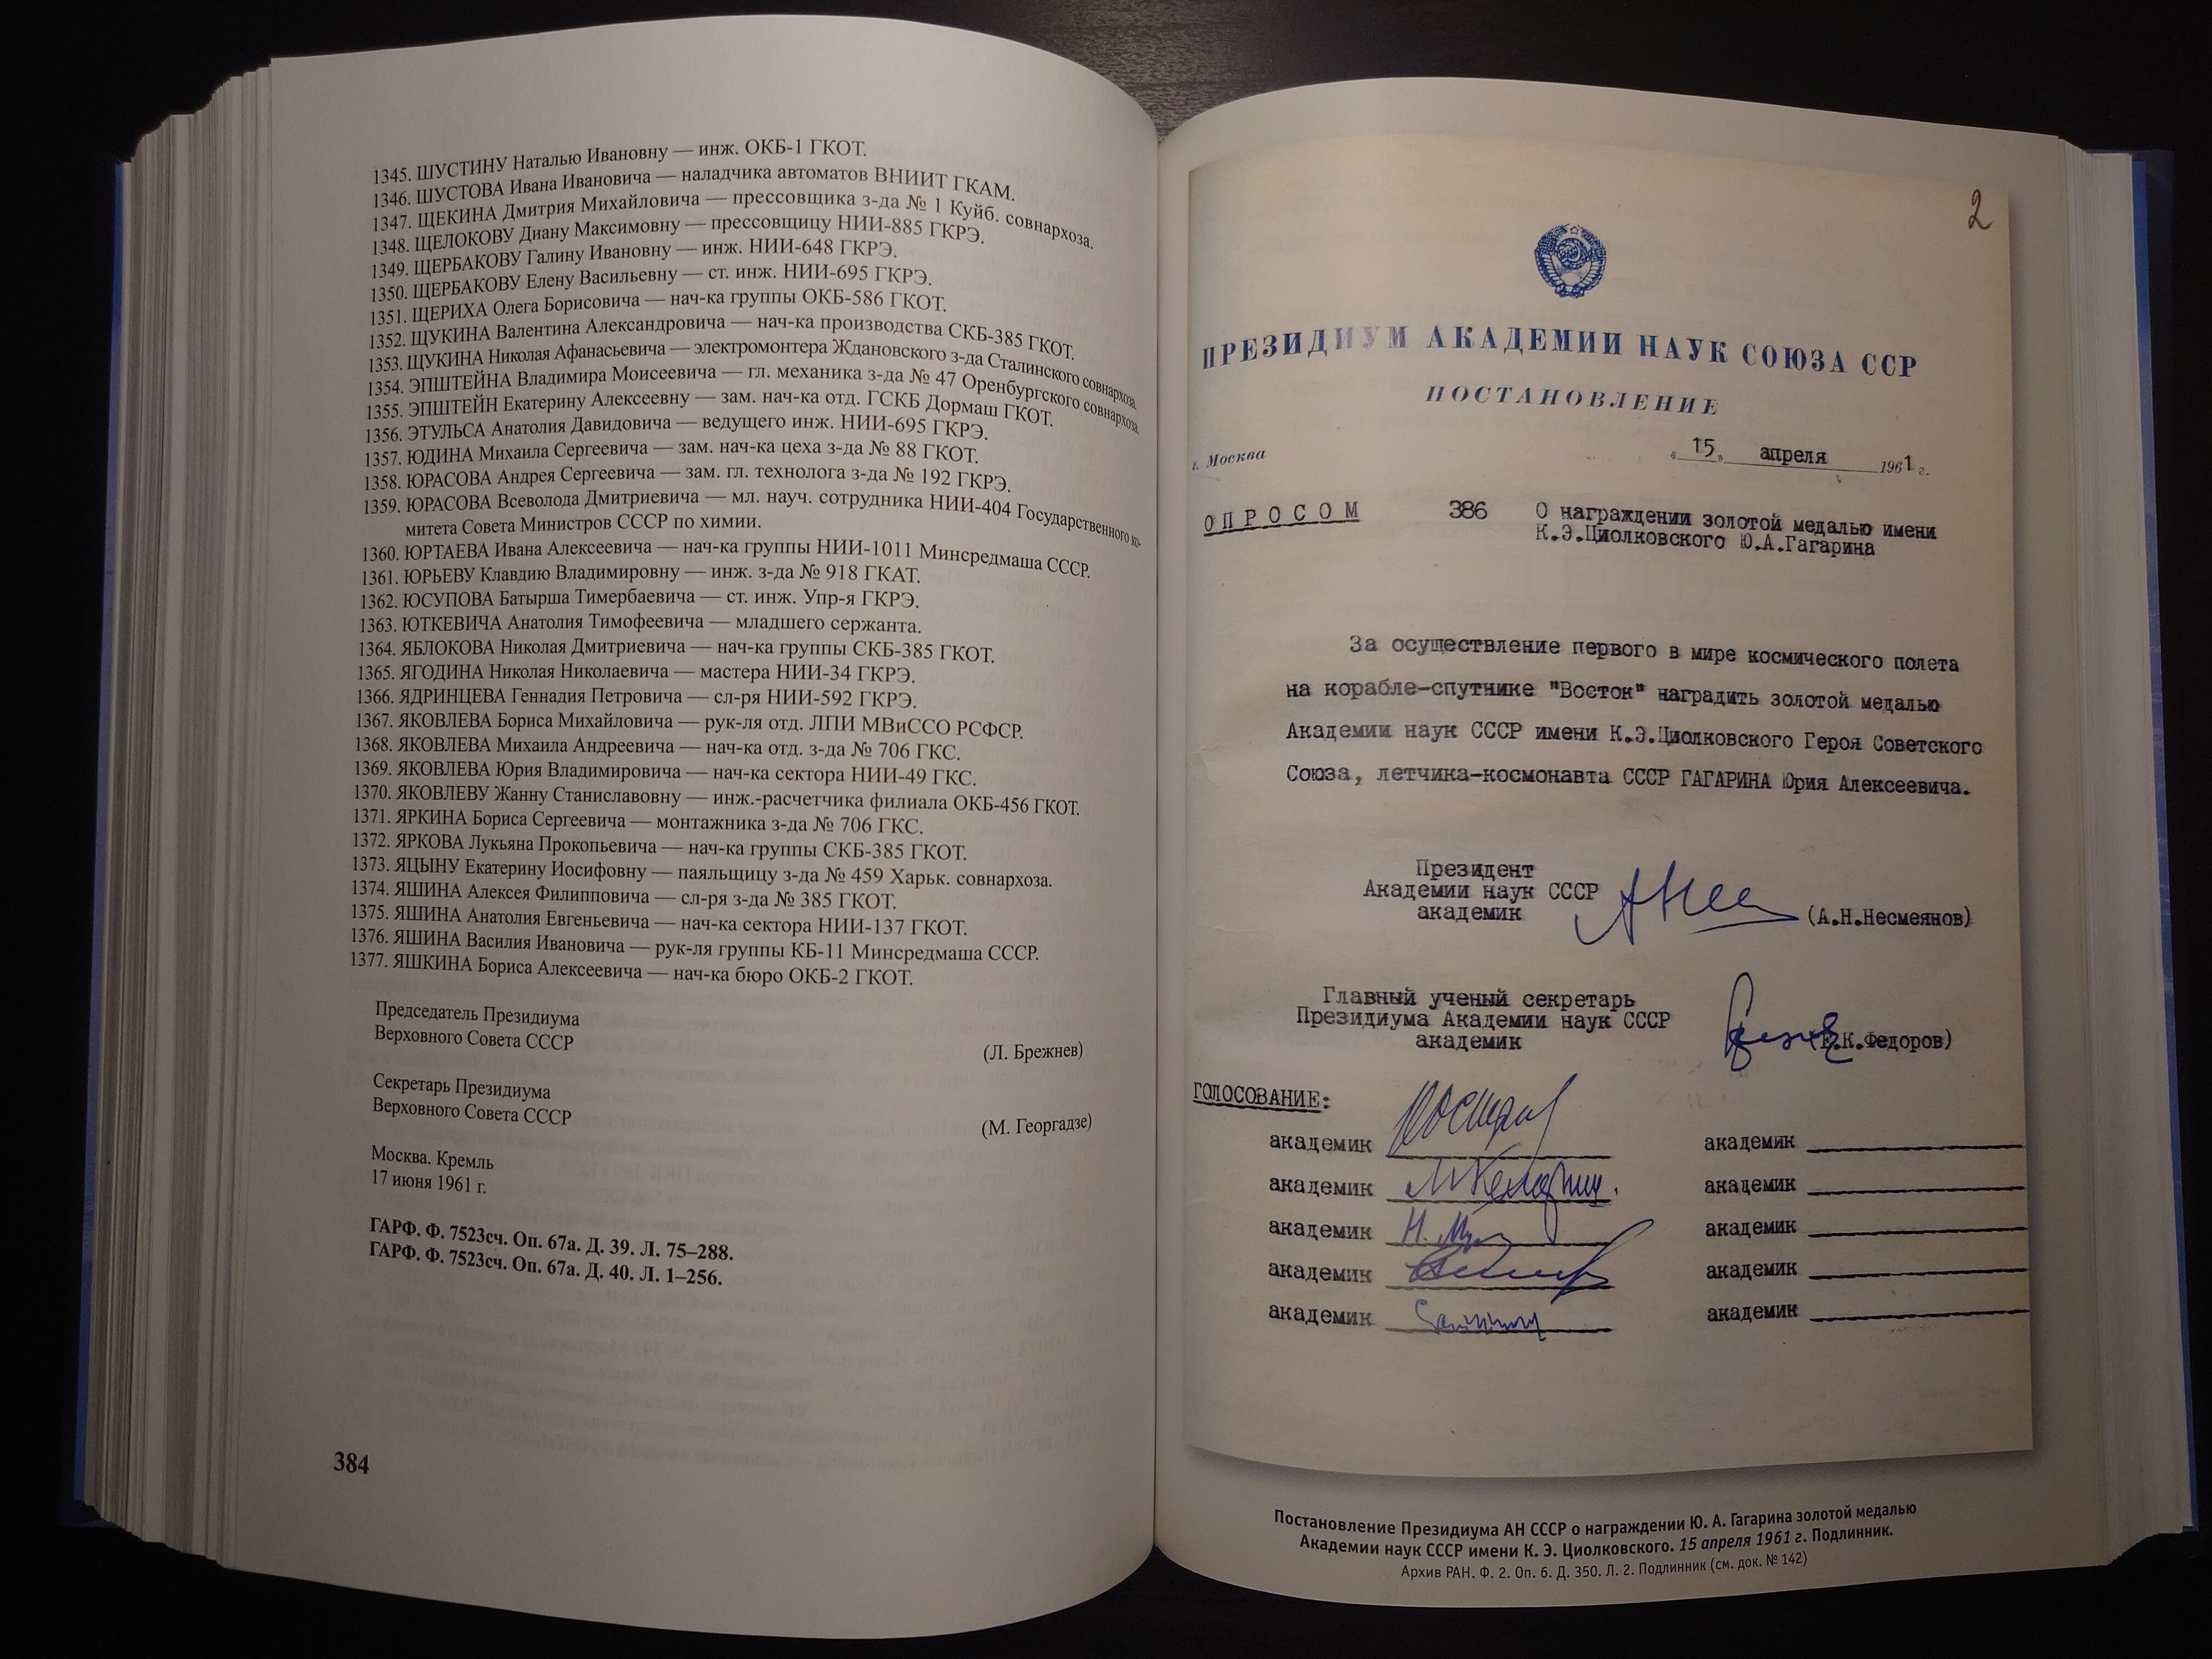 1345. ШУСТИНУ Наталью Ивановну — инж. ОКБ-1 ГКОТ.
1346. ШУСТОВА Ивана Ивановича — наладчика автоматов ВНИИТ ГКАМ.
1347. ЩЕКИНА Дмитрия Михайловича — прессовщика з-да № 1 Куйб. совнархоза.
1348. ЩЕЛОКОВУ Диану Максимовну — прессовщицу НИИ-885 ГКРЭ.
1349. ЩЕРБАКОВУ Галину Ивановну — инж. НИИ-648 ГКРЭ.
1350. ЩЕРБАКОВУ Елену Васильевну — ст. инж. НИИ-695 ГКРЭ.
1351. ЩЕРИХА Олега Борисовича — нач-ка группы ОКБ-586 ГКОТ.
1352. ЩУКИНА Валентина Александровича — нач-ка производства СКБ-385 ГКОТ.
1353. ЩУКИНА Николая Афанасьевича — электромонтера Ждановского з-да Сталинского совнархоза.
1354. ЭПШТЕЙНА Владимира Моисеевича — гл. механика з-да № 47 Оренбургского совнархоза.
1355. ЭПШТЕЙН Екатерину Алексеевну — зам. нач-ка отд. ГСКБ Дормаш ГКОТ.
1356. ЭТУЛЬСА Анатолия Давидовича — ведущего инж. НИИ-695 ГКРЭ.
1357. ЮДИНА Михаила Сергеевича — зам. нач-ка цеха з-да № 88 ГКОТ.
1358. ЮРАСОВА Андрея Сергеевича — зам. гл. технолога з-да № 192 ГКРЭ.
1359. ЮРАСОВА Всеволода Дмитриевича — мл. науч. сотрудника НИИ-404 Государственного ко-
митета Совета Министров СССР по химии.
1360. ЮРТАЕВА Ивана Алексеевича — нач-ка группы НИИ-1011 Минсредмаша СССР.
1361. ЮРЬЕВУ Клавдию Владимировну — инж. з-да № 918 ГКАТ.
1362. ЮСУПОВА Батырша Тимербаевича — ст. инж. Упр-я ГКРЭ.
1363. ЮТКЕВИЧА Анатолия Тимофеевича — младшего сержанта.
1364. ЯБЛОКОВА Николая Дмитриевича — нач-ка группы СКБ-385 ГКОТ.
1365. ЯГОДИНА Николая Николаевича — мастера НИИ-34 ГКРЭ.
1366. ЯДРИНЦЕВА Геннадия Петровича — сл-ря НИИ-592 ГКРЭ.
1367. ЯКОВЛЕВА Бориса Михайловича — рук-ля отд. ЛПИ МВиССО РСФСР.
1368. ЯКОВЛЕВА Михаила Андреевича — нач-ка отд. з-да № 706 ГКС.
1369. ЯКОВЛЕВА Юрия Владимировича — нач-ка сектора НИИ-49 ГКС.
1370. ЯКОВЛЕВУ Жанну Станиславовну — инж.-расчетчика филиала ОКБ-456 ГКОТ.
1371. ЯРКИНА Бориса Сергеевича — монтажника з-да № 706 ГКС.
1372. ЯРКОВА Лукьяна Прокопьевича — нач-ка группы СКБ-385 ГКОТ.
1373. ЯЦЫНУ Екатерину Иосифовну — паяльщицу з-да № 459 Харьк. совнархоза.
1374. ЯШИНА Алексея Филипповича — сл-ря з-да № 385 ГКОТ.
1375. ЯШИНА Анатолия Евгеньевича — нач-ка сектора НИИ-137 ГКОТ.
1376. ЯШИНА Василия Ивановича — рук-ля группы КБ-11 Минсредмаша СССР.
1377. ЯШКИНА Бориса Алексеевича — нач-ка бюро ОКБ-2 ГКОТ.
Председатель Президиума
Верховного Совета СССР
(Л. Брежнев)
Секретарь Президиума
Верховного Совета СССР
(М. Георгадзе)
Москва. Кремль
17 июня 1961 г.
ГАРФ. Ф. 7523сч. Оп. 67а. Д. 39. Л. 75–288.
ГАРФ. Ф. 7523сч. Оп. 67а. Д. 40. Л. 1–256.
384
2
ПРЕЗИДИУМ АКАДЕМИИ НАУК СОЮЗА ССР
ПОСТАНОВЛЕНИЕ
г. Москва
« 15 » апреля 1961 г.
ОПРОСОМ 386 О награждении золотой медалью имени
К.Э.Циолковского Ю.А.Гагарина
За осуществление первого в мире космического полета
на корабле-спутнике "Восток" наградить золотой медалью
Академии наук СССР имени К.Э.Циолковского Героя Советского
Союза, летчика-космонавта СССР ГАГАРИНА Юрия Алексеевича.
Президент
Академии наук СССР
академик (А.Н.Несмеянов)
Главный ученый секретарь
Президиума Академии наук СССР
академик (Е.К.Федоров)
ГОЛОСОВАНИЕ:
академик академик
академик академик
академик академик
академик академик
академик академик
Постановление Президиума АН СССР о награждении Ю. А. Гагарина золотой медалью
Академии наук СССР имени К. Э. Циолковского. 15 апреля 1961 г. Подлинник.
Архив РАН. Ф. 2. Оп. 6. Д. 350. Л. 2. Подлинник (см. док. № 142)